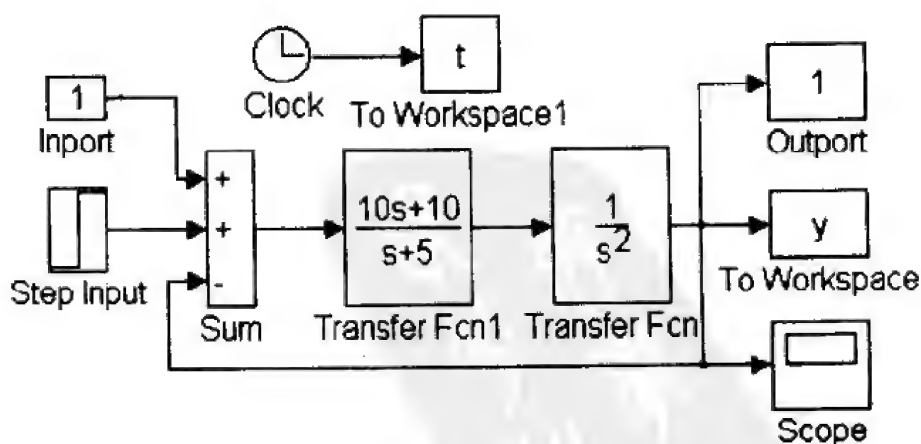 1
Inport
Clock
t
To Workspace1
1
Outport
Step Input
+
+
-
Sum
10s+10
s+5
Transfer Fcn1
1
s2
Transfer Fcn
y
To Workspace
Scope